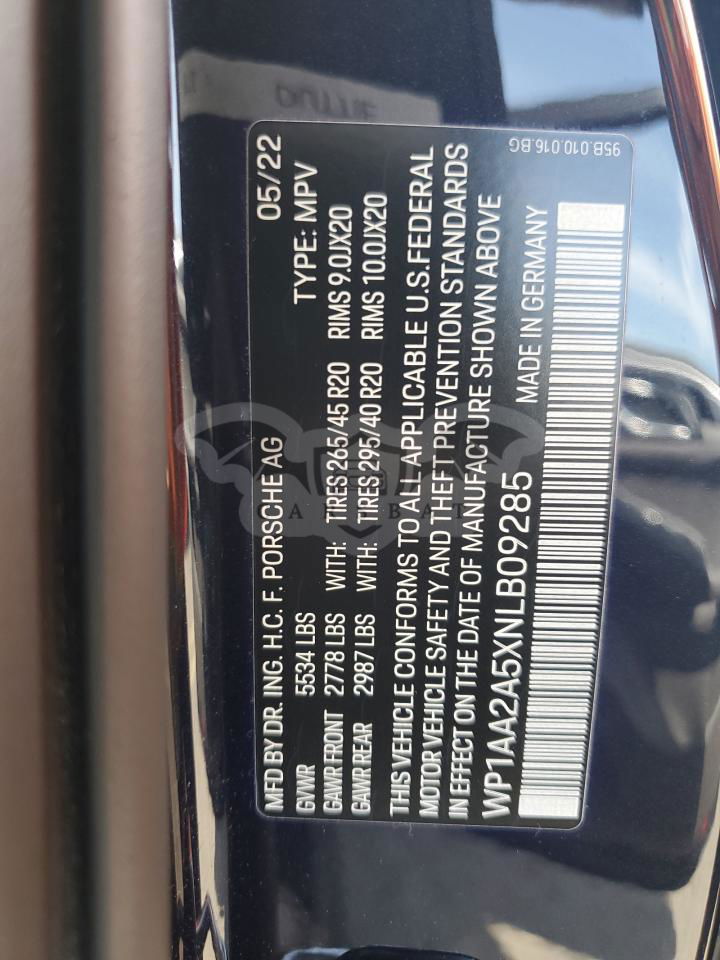 MFD BY DR. ING. H.C. F. PORSCHE AG 05/22
GVWR 5534 LBS TYPE: MPV
GAWR FRONT 2778 LBS WITH: TIRES 265/45 R20 RIMS 9.0JX20
GAWR REAR 2987 LBS WITH: TIRES 295/40 R20 RIMS 10.0JX20
THIS VEHICLE CONFORMS TO ALL APPLICABLE U.S.FEDERAL
MOTOR VEHICLE SAFETY AND THEFT PREVENTION STANDARDS
IN EFFECT ON THE DATE OF MANUFACTURE SHOWN ABOVE
WP1AA2A5XNLB09285
MADE IN GERMANY
95B.010.016.BG